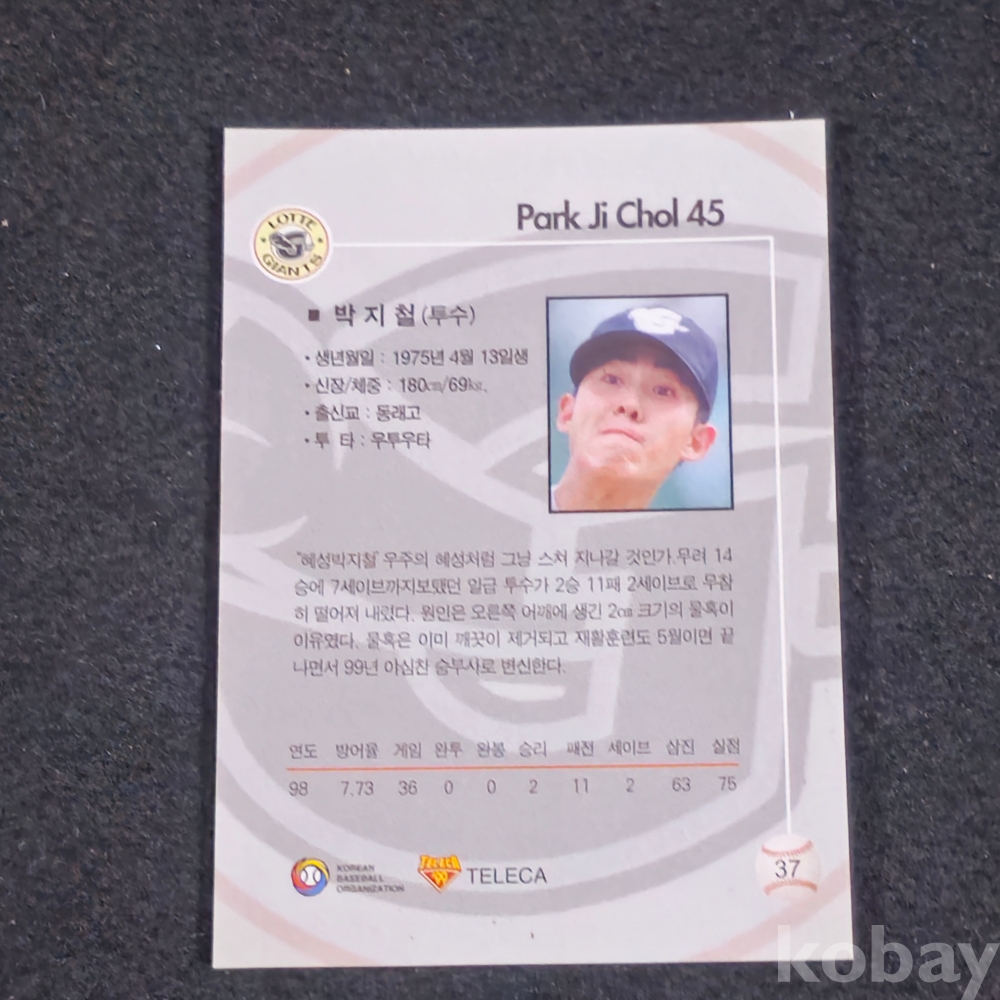 Park Ji Chol 45
LOTTE
GIANTS
■ 박지철(투수)
• 생년월일 : 1975년 4월 13일생
• 신장/체중 : 180cm/69kg.
• 출신교 : 동래고
• 투 타 : 우투우타
"혜성박지철" 우주의 혜성처럼 그냥 스쳐 지나갈 것인가.무려 14
승에 7세이브까지보탰던 일급 투수가 2승 11패 2세이브로 무참
히 떨어져 내렸다. 원인은 오른쪽 어깨에 생긴 2cm 크기의 물혹이
이유였다. 물혹은 이미 깨끗이 제거되고 재활훈련도 5월이면 끝
나면서 99년 야심찬 승부사로 변신한다.
연도 방어율 게임 완투 완봉 승리 패전 세이브 삼진 실점
98 7.73 36 0 0 2 11 2 63 75
KOREAN
BASEBALL
ORGANIZATION
TELECA
99
TELECA
37
kobay